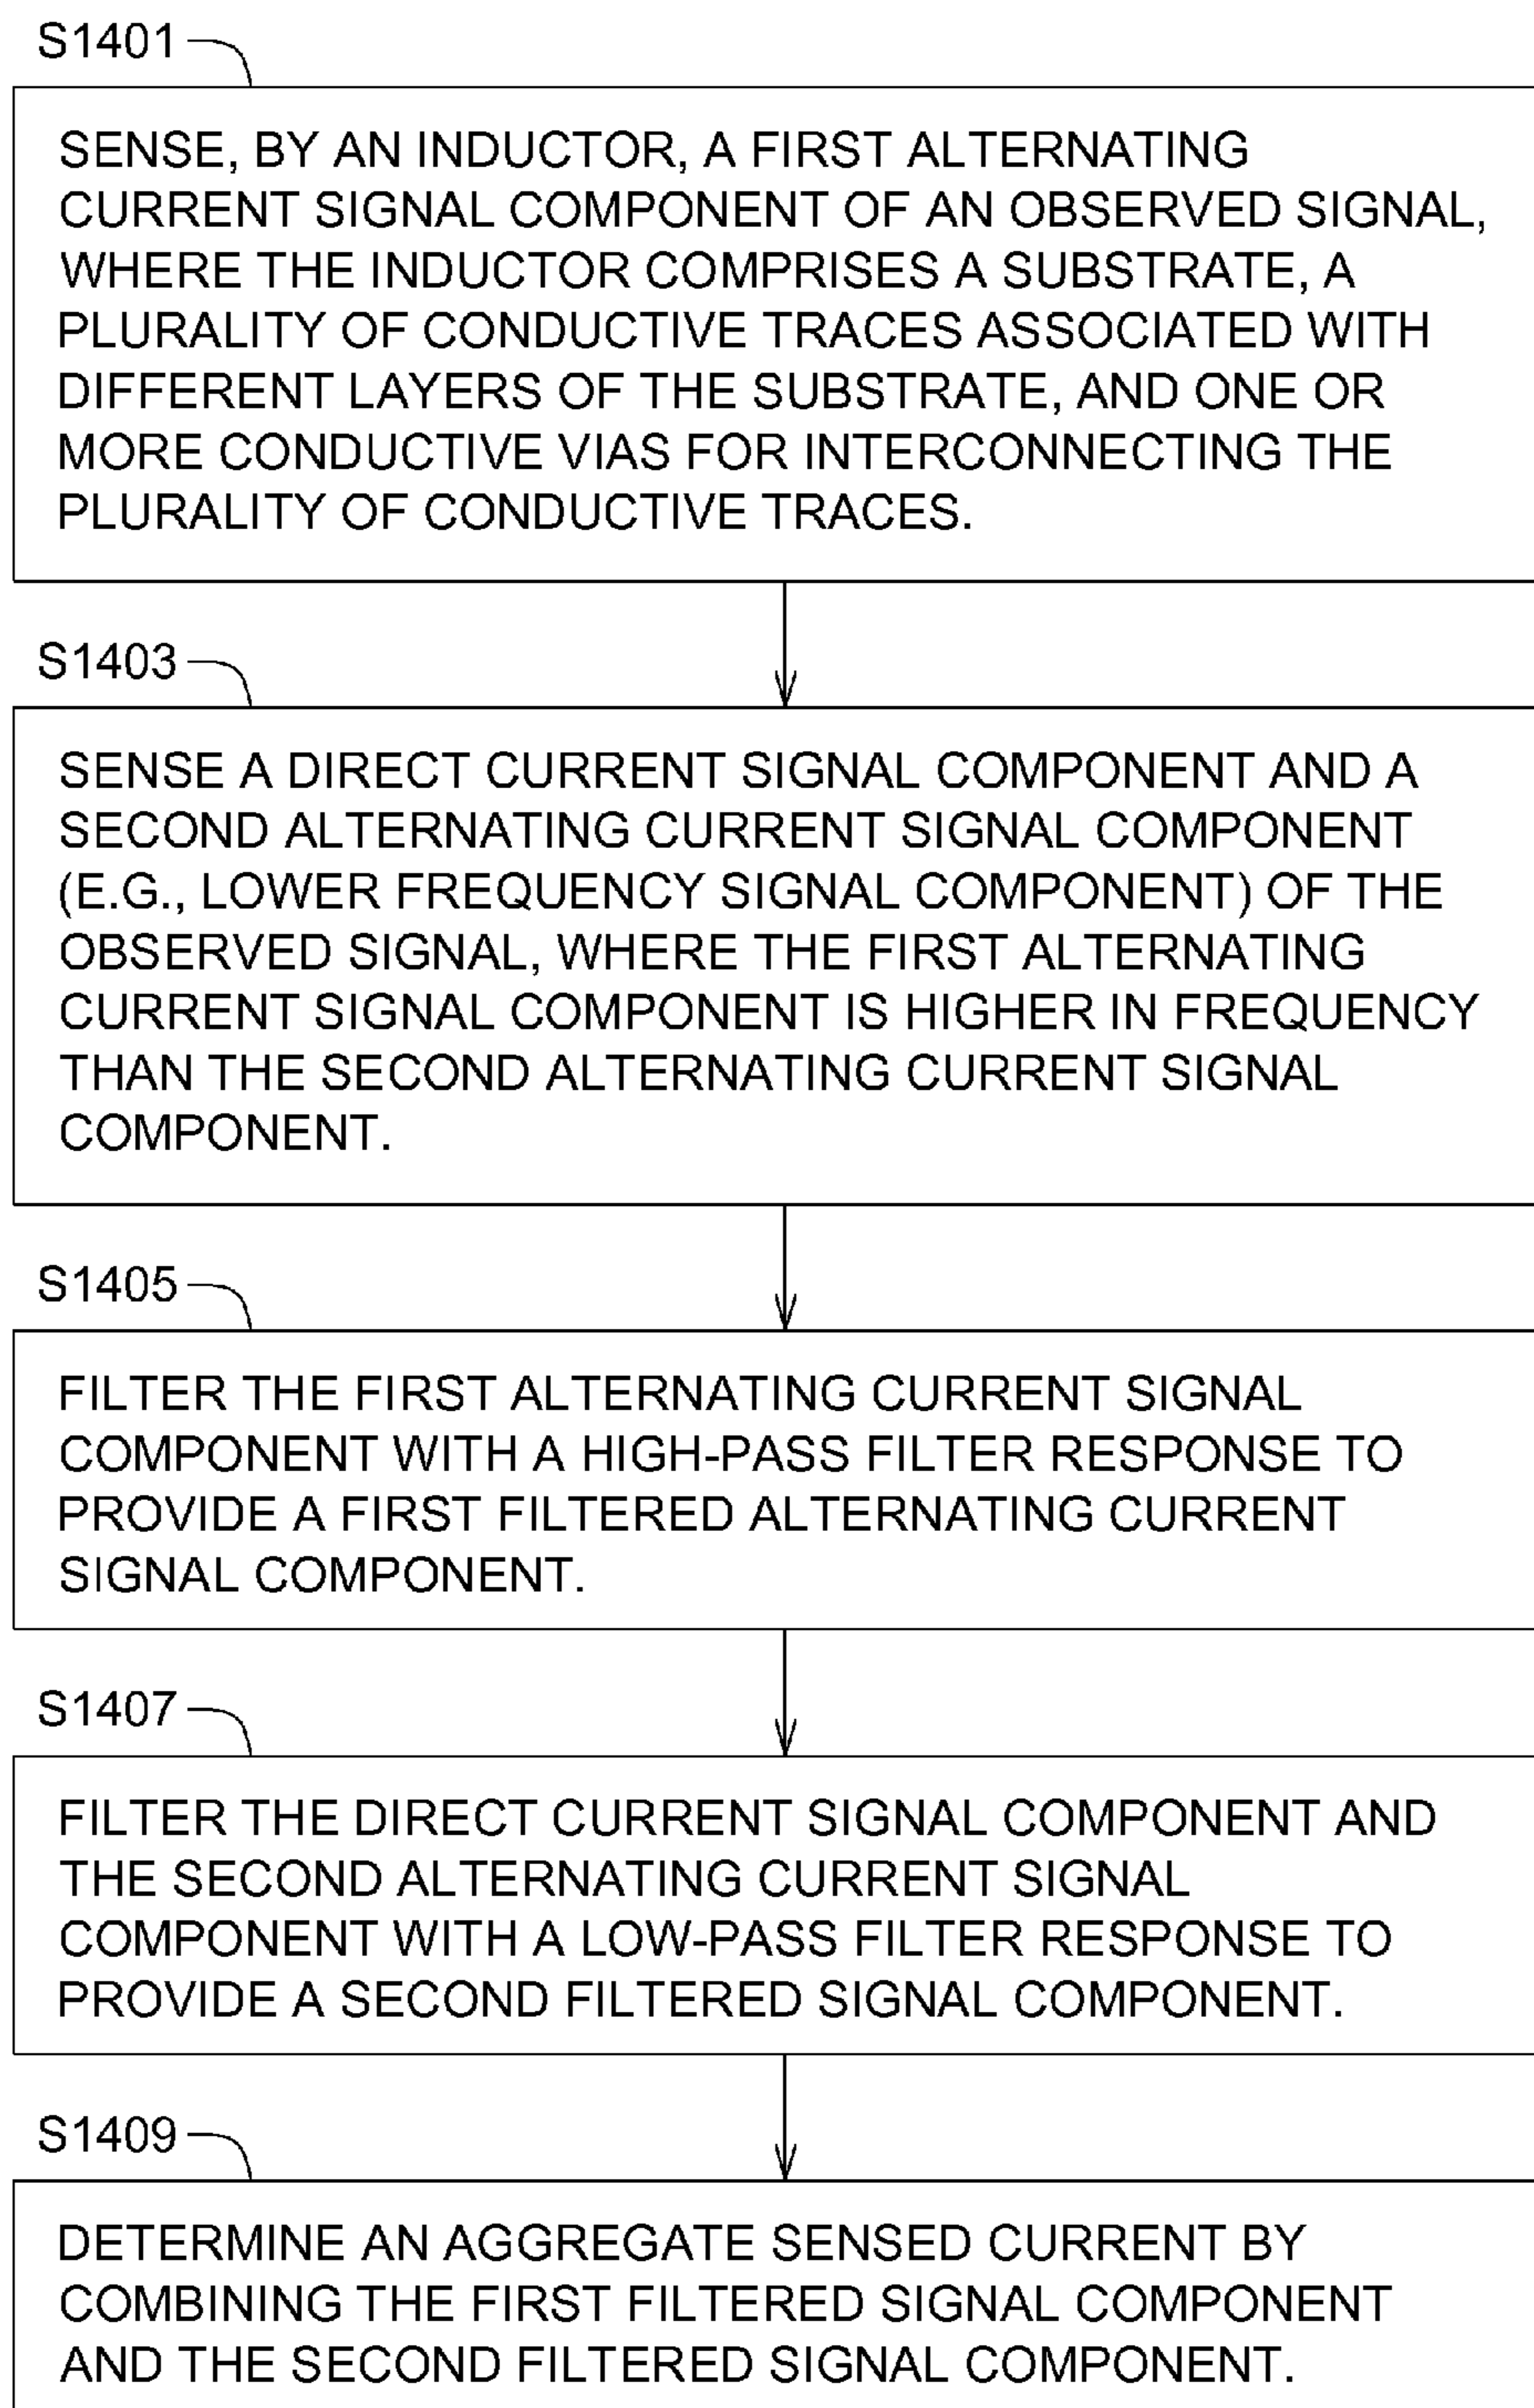 S1401
SENSE, BY AN INDUCTOR, A FIRST ALTERNATING
CURRENT SIGNAL COMPONENT OF AN OBSERVED SIGNAL,
WHERE THE INDUCTOR COMPRISES A SUBSTRATE, A
PLURALITY OF CONDUCTIVE TRACES ASSOCIATED WITH
DIFFERENT LAYERS OF THE SUBSTRATE, AND ONE OR
MORE CONDUCTIVE VIAS FOR INTERCONNECTING THE
PLURALITY OF CONDUCTIVE TRACES.
S1403
SENSE A DIRECT CURRENT SIGNAL COMPONENT AND A
SECOND ALTERNATING CURRENT SIGNAL COMPONENT
(E.G., LOWER FREQUENCY SIGNAL COMPONENT) OF THE
OBSERVED SIGNAL, WHERE THE FIRST ALTERNATING
CURRENT SIGNAL COMPONENT IS HIGHER IN FREQUENCY
THAN THE SECOND ALTERNATING CURRENT SIGNAL
COMPONENT.
S1405
FILTER THE FIRST ALTERNATING CURRENT SIGNAL
COMPONENT WITH A HIGH-PASS FILTER RESPONSE TO
PROVIDE A FIRST FILTERED ALTERNATING CURRENT
SIGNAL COMPONENT.
S1407
FILTER THE DIRECT CURRENT SIGNAL COMPONENT AND
THE SECOND ALTERNATING CURRENT SIGNAL
COMPONENT WITH A LOW-PASS FILTER RESPONSE TO
PROVIDE A SECOND FILTERED SIGNAL COMPONENT.
S1409
DETERMINE AN AGGREGATE SENSED CURRENT BY
COMBINING THE FIRST FILTERED SIGNAL COMPONENT
AND THE SECOND FILTERED SIGNAL COMPONENT.